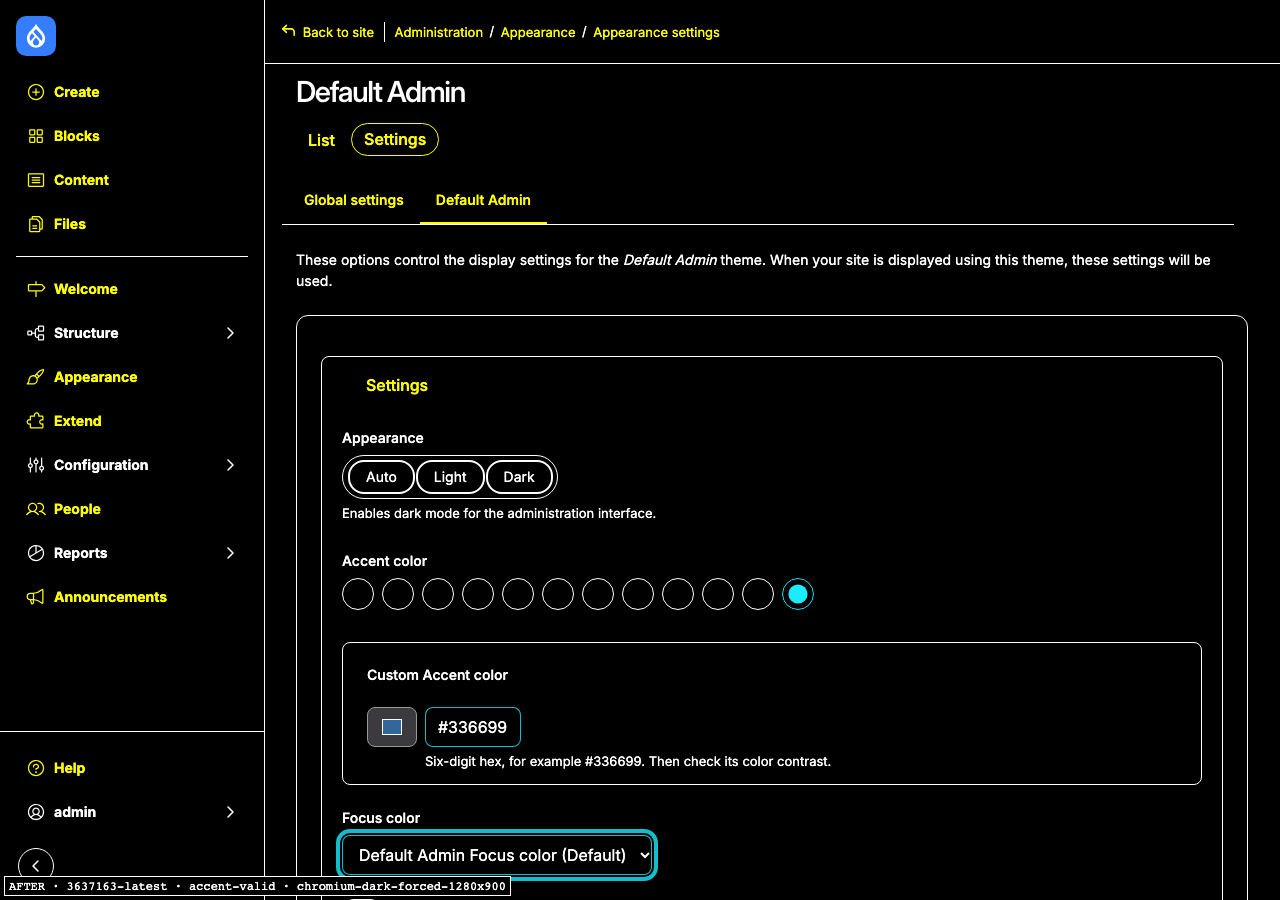 Create
Blocks
Content
Files
Welcome
Structure
Appearance
Extend
Configuration
People
Reports
Announcements
Help
admin
Back to site
Administration / Appearance / Appearance settings
Default Admin
List
Settings
Global settings
Default Admin
These options control the display settings for the Default Admin theme. When your site is displayed using this theme, these settings will be
used.
Settings
Appearance
Auto
Light
Dark
Enables dark mode for the administration interface.
Accent color
Custom Accent color
#336699
Six-digit hex, for example #336699. Then check its color contrast.
Focus color
Default Admin Focus color (Default)
AFTER · 3637163-latest · accent-valid · chromium-dark-forced-1280x900